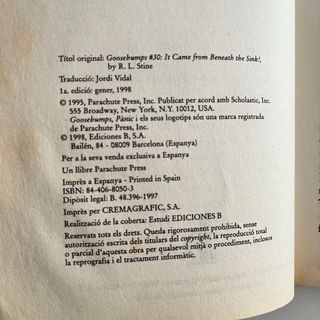 Títol original: Goosebumps #30: It Came from Beneath the Sink!,
by R. L. Stine
Traducció: Jordi Vidal
1a. edició: gener, 1998
© 1995, Parachute Press, Inc. Publicat per acord amb Scholastic, Inc.
555 Broadway, New York, N.Y. 10012, USA.
Goosebumps, Pànic i els seus logotips són una marca registrada
de Parachute Press, Inc.
© 1998, Ediciones B, S.A.
Bailén, 84 - 08009 Barcelona (Espanya)
Per a la seva venda exclusiva a Espanya
Un llibre Parachute Press
Imprès a Espanya - Printed in Spain
ISBN: 84-406-8050-3
Dipòsit legal: B. 48.396-1997
Imprès per CREMAGRAFIC, S.A.
Realització de la coberta: Estudi EDICIONES B
Reservats tots els drets. Queda rigorosament prohibida, sense
autorització escrita dels titulars del copyright, la reproducció total
o parcial d'aquesta obra per qualsevol mitjà o procediment, inclosos
la reprografia i el tractament informàtic.